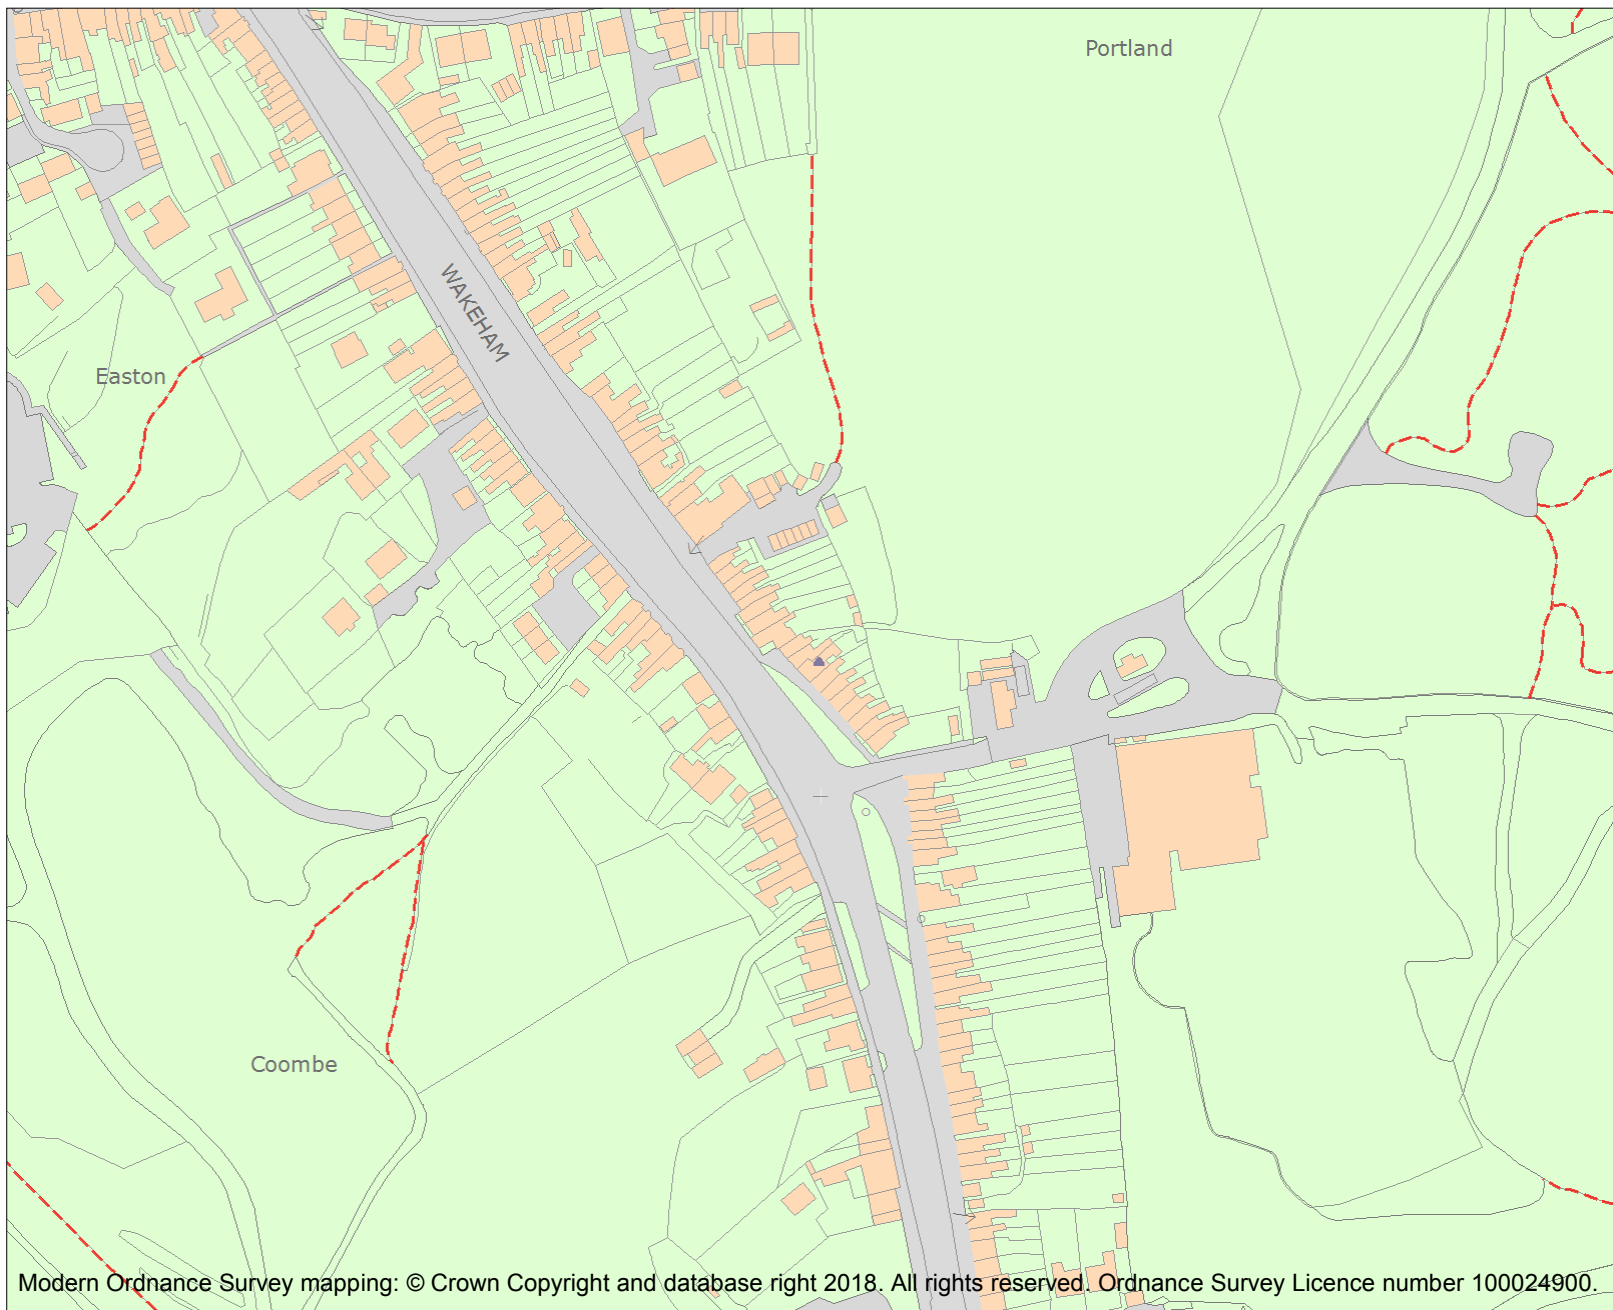 Portland
WAKEHAM
Easton
Coombe
Modern Ordnance Survey mapping: © Crown Copyright and database right 2018. All rights reserved. Ordnance Survey Licence number 100024900.